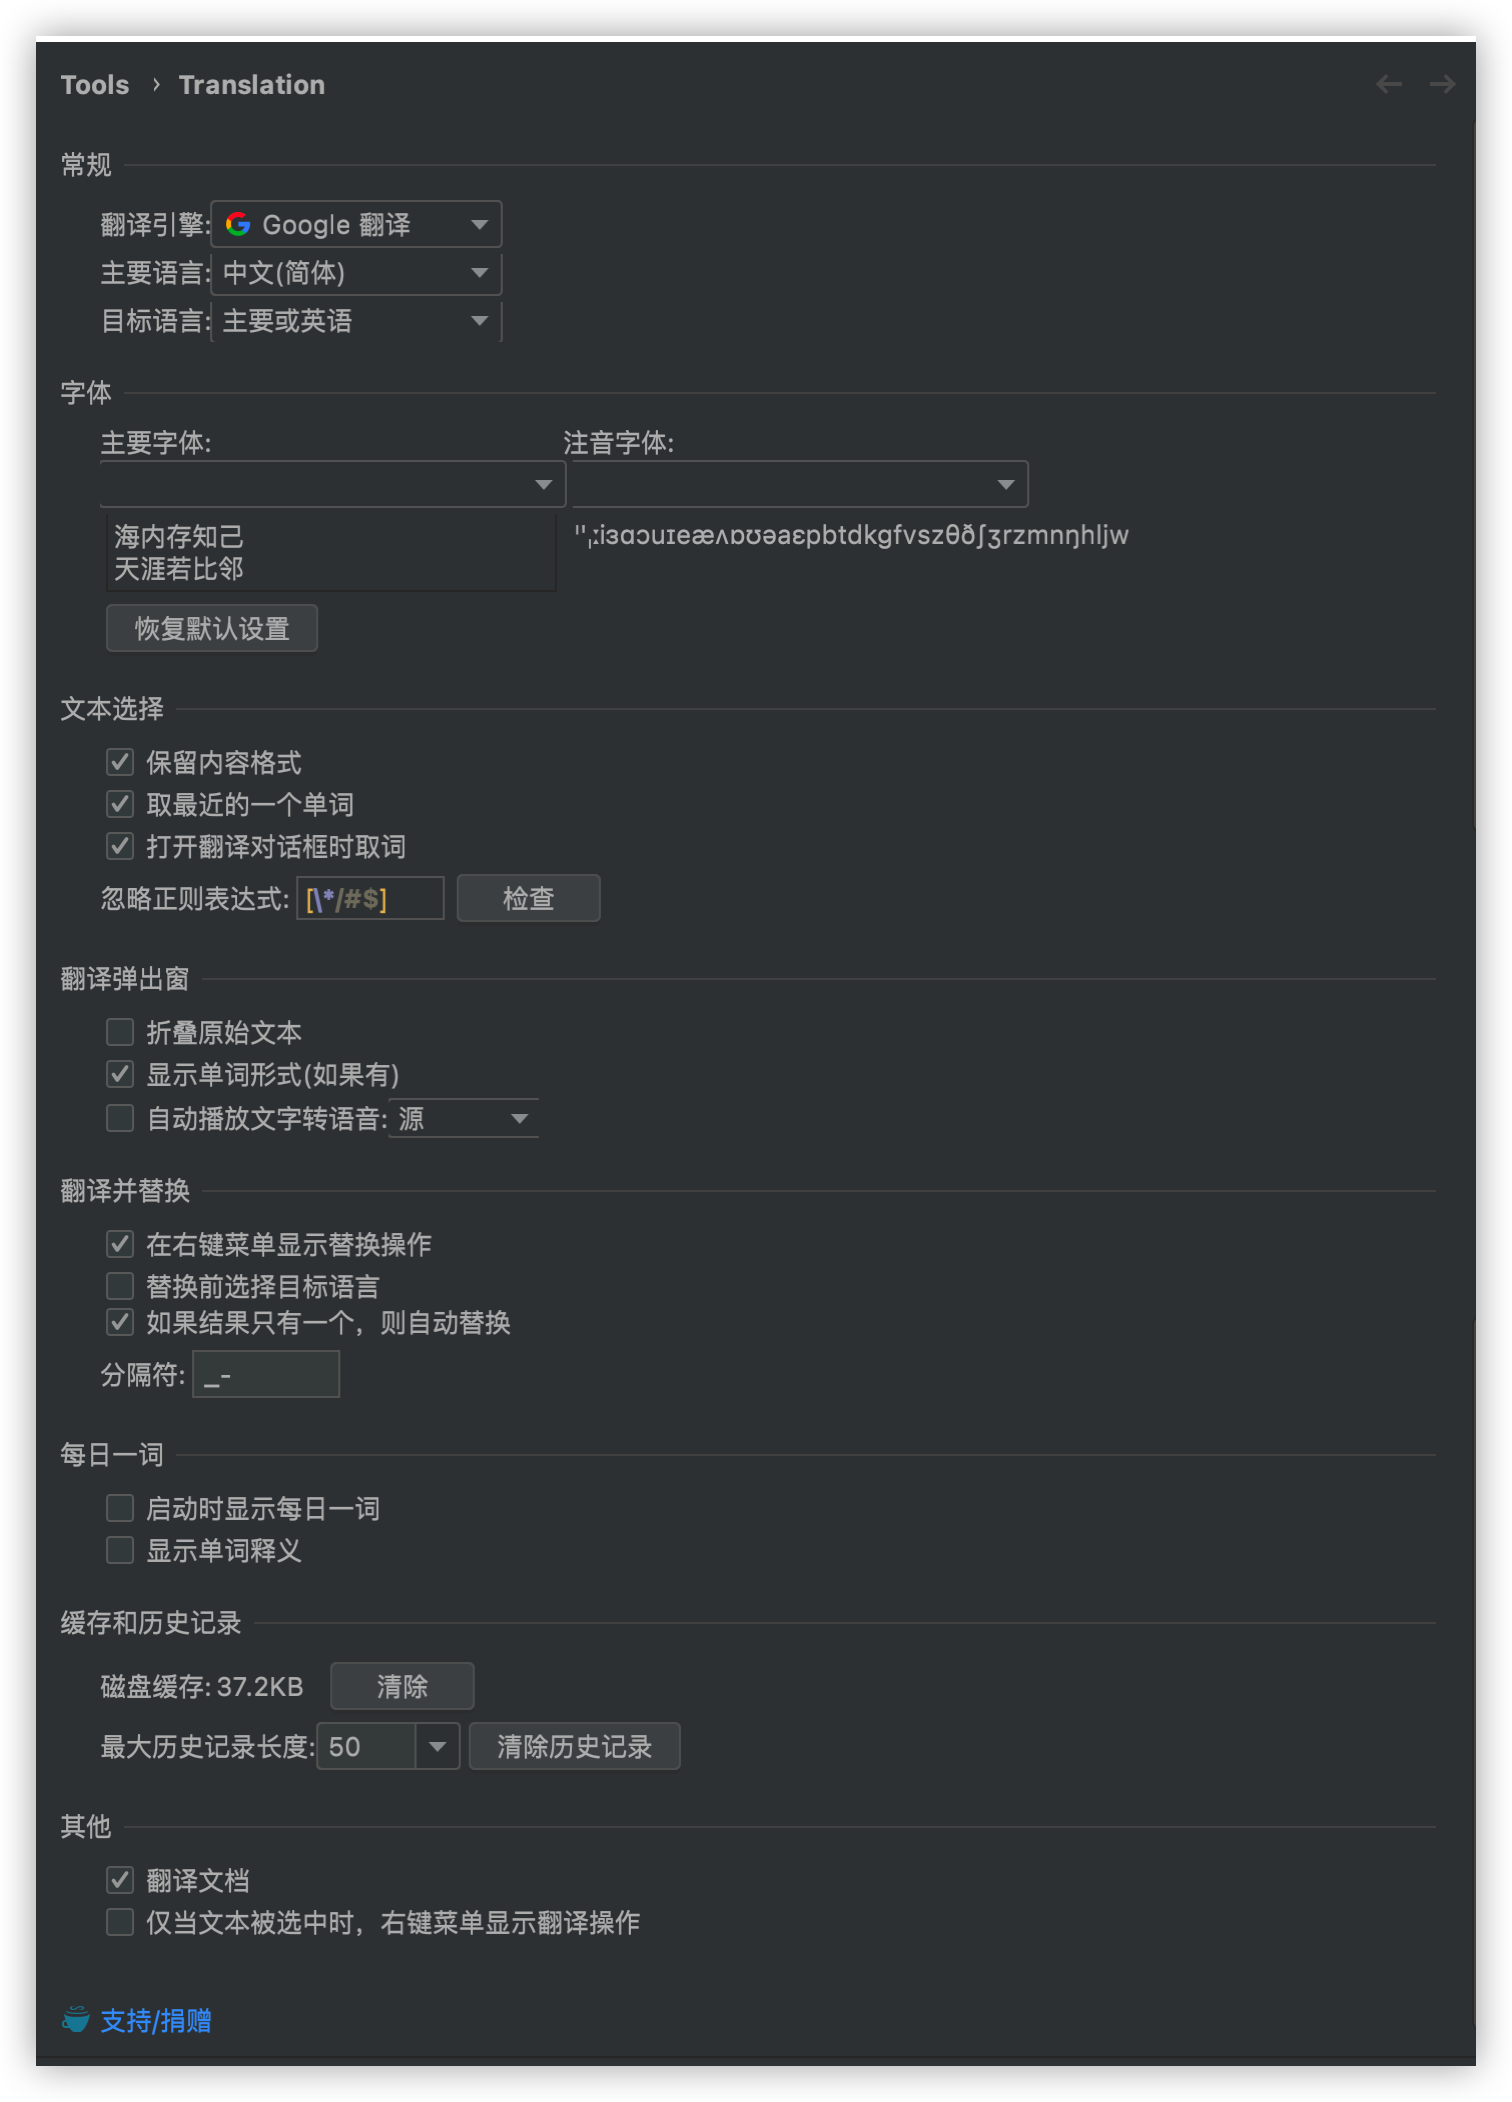 Tools › Translation
常规
翻译引擎: Google 翻译
主要语言: 中文(简体)
目标语言: 主要或英语
字体
主要字体: 注音字体:
海内存知己
天涯若比邻
ˈˌːiɜɑɔuɪeæʌɒʊəaɛpbtdkgfvszθðʃʒrzmnŋhljw
恢复默认设置
文本选择
保留内容格式
取最近的一个单词
打开翻译对话框时取词
忽略正则表达式: [\*/#$] 检查
翻译弹出窗
折叠原始文本
显示单词形式(如果有)
自动播放文字转语音: 源
翻译并替换
在右键菜单显示替换操作
替换前选择目标语言
如果结果只有一个，则自动替换
分隔符: _-
每日一词
启动时显示每日一词
显示单词释义
缓存和历史记录
磁盘缓存: 37.2KB 清除
最大历史记录长度: 50 清除历史记录
其他
翻译文档
仅当文本被选中时，右键菜单显示翻译操作
支持/捐赠